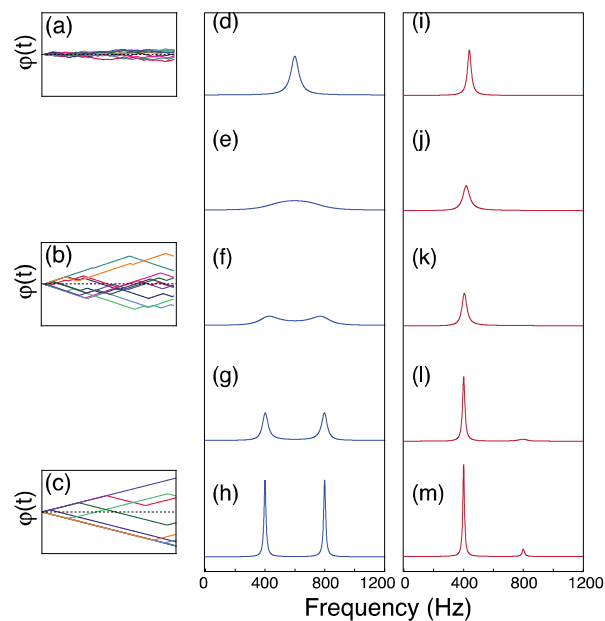 (a) (d) (i)
φ(t)
(e) (j)
(b) (f) (k)
φ(t)
(g) (l)
(c) (h) (m)
φ(t)
0 400 800 1200 0 400 800 1200
Frequency (Hz)